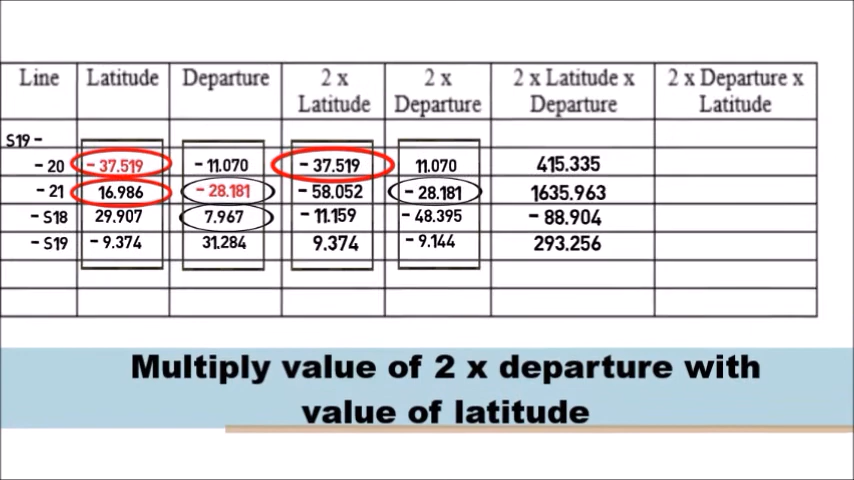 Line Latitude Departure 2 x Latitude 2 x Departure 2 x Latitude x Departure 2 x Departure x Latitude
S19 -
- 20 - 37.519 - 11.070 - 37.519 11.070 415.335
- 21 16.986 - 28.181 - 58.052 - 28.181 1635.963
- S18 29.907 7.967 - 11.159 - 48.395 - 88.904
- S19 - 9.374 31.284 9.374 - 9.144 293.256
Multiply value of 2 x departure with
value of latitude